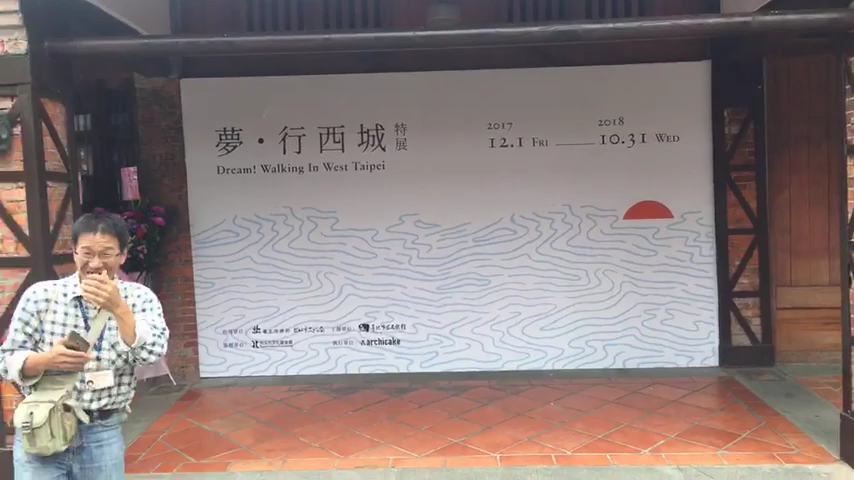 夢・行西城 特展
Dream! Walking In West Taipei
2017 2018
12.1 Fri 10.31 Wed
archicake